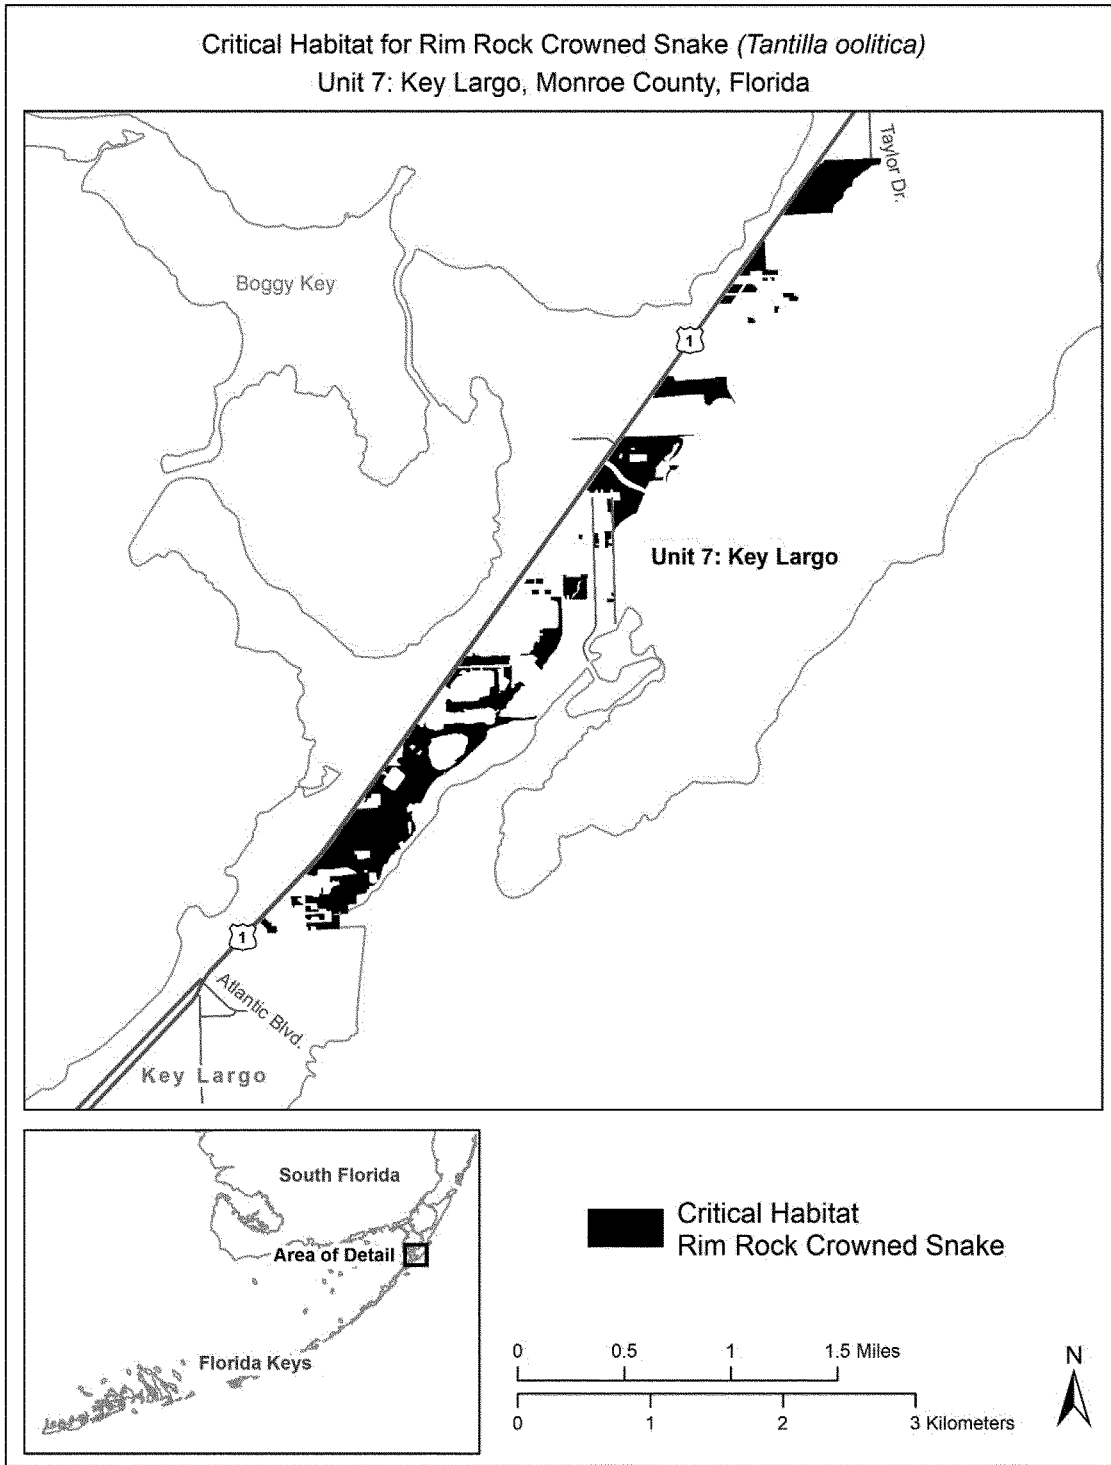 Critical Habitat for Rim Rock Crowned Snake (Tantilla oolitica)
Unit 7: Key Largo, Monroe County, Florida
Taylor Dr.
Boggy Key
1
Unit 7: Key Largo
1
Atlantic Blvd.
Key Largo
South Florida
Area of Detail
Florida Keys
Critical Habitat
Rim Rock Crowned Snake
0 0.5 1 1.5 Miles
0 1 2 3 Kilometers
N